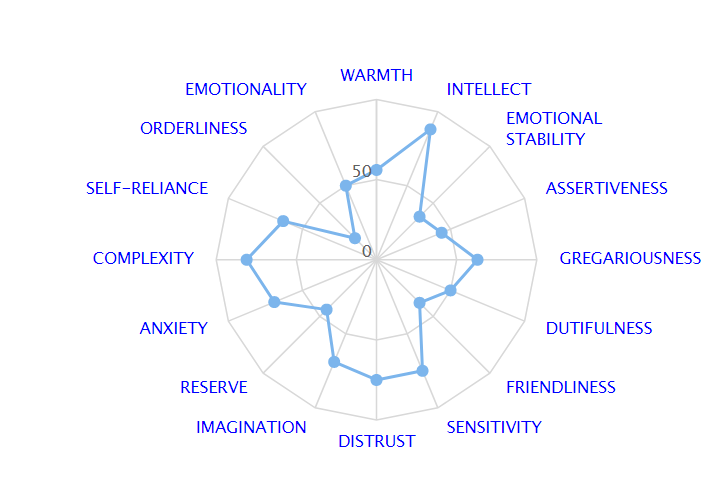 WARMTH
EMOTIONALITY
INTELLECT
EMOTIONAL
STABILITY
ORDERLINESS
50
SELF-RELIANCE
ASSERTIVENESS
0
COMPLEXITY
GREGARIOUSNESS
ANXIETY
DUTIFULNESS
RESERVE
FRIENDLINESS
IMAGINATION
SENSITIVITY
DISTRUST